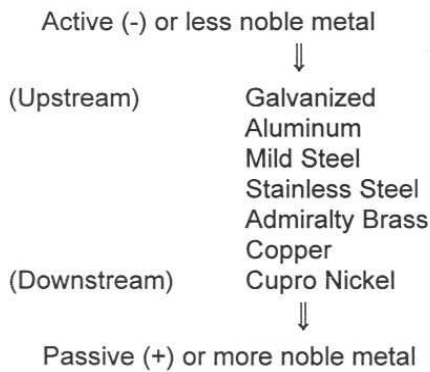 Active (-) or less noble metal
⇓
(Upstream) Galvanized
Aluminum
Mild Steel
Stainless Steel
Admiralty Brass
Copper
(Downstream) Cupro Nickel
⇓
Passive (+) or more noble metal